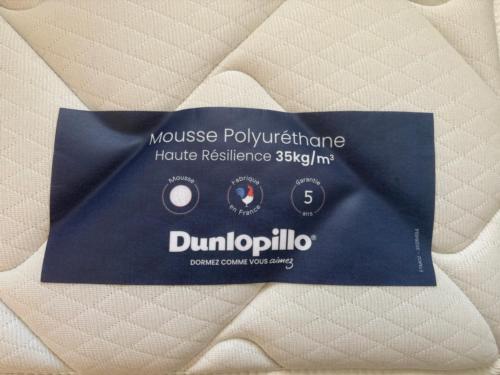 Mousse Polyuréthane
Haute Résilience 35kg/m³
Mousse
Fabriqué
en France
Garantie
5
ans
Dunlopillo®
DORMEZ COMME VOUS aimez